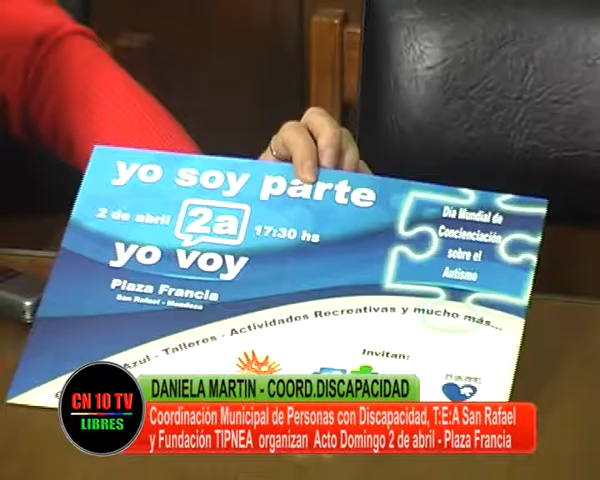 yo soy parte
2 de abril 2a 17:30 hs
yo voy
Plaza Francia
San Rafael - Mendoza
Día Mundial de
Concienciación
sobre el
Autismo
Azul - Talleres - Actividades Recreativas y mucho más...
Invitan:
CN 10 TV
LIBRES
DANIELA MARTIN - COORD.DISCAPACIDAD
Coordinación Municipal de Personas con Discapacidad, T:E:A San Rafael
y Fundación TIPNEA organizan Acto Domingo 2 de abril - Plaza Francia